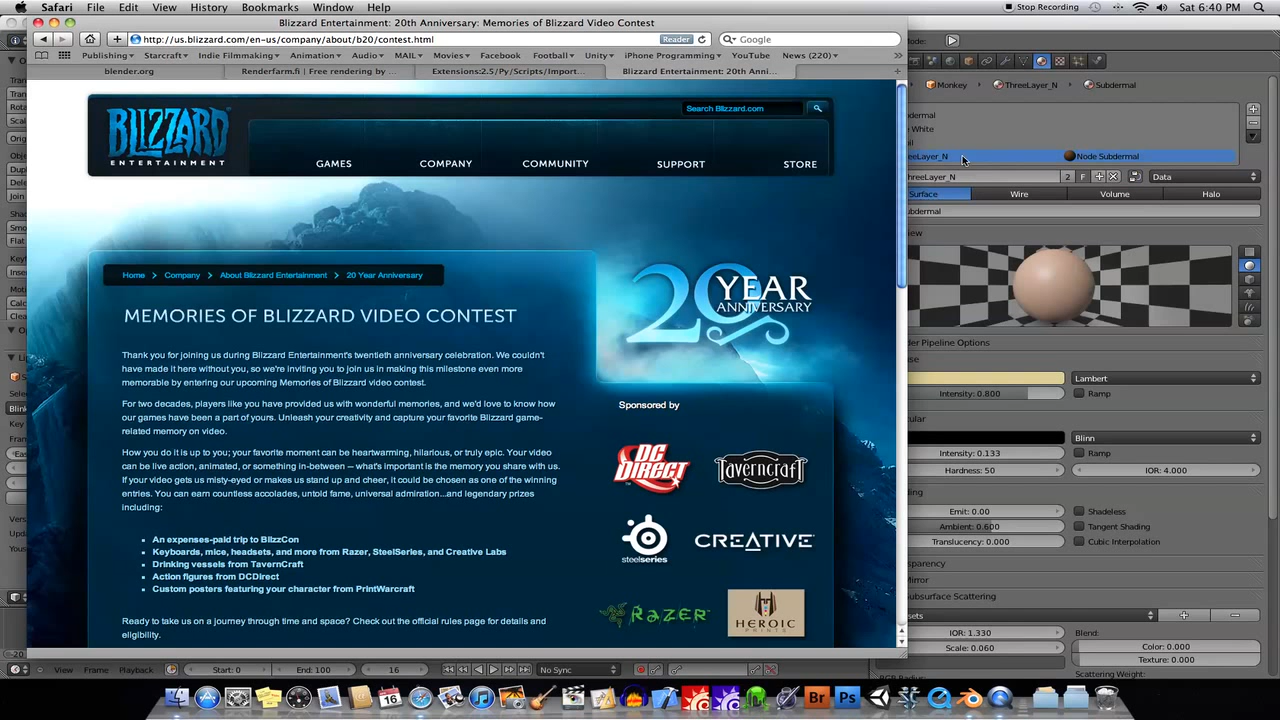 Safari File Edit View History Bookmarks Window Help Stop Recording Sat 6:40 PM
Blizzard Entertainment: 20th Anniversary: Memories of Blizzard Video Contest
http://us.blizzard.com/en-us/company/about/b20/contest.html Reader Google
Publishing Starcraft Indie Filmmaking Animation Audio MAIL Movies Facebook Football Unity iPhone Programming YouTube News (220)
blender.org Renderfarm.fi | Free rendering by ... Extensions:2.5/Py/Scripts/Import... Blizzard Entertainment: 20th Anni...
Monkey ThreeLayer_N Subdermal
BLIZZARD
ENTERTAINMENT
Search Blizzard.com
GAMES COMPANY COMMUNITY SUPPORT STORE
Home Company About Blizzard Entertainment 20 Year Anniversary
20 YEAR
ANNIVERSARY
MEMORIES OF BLIZZARD VIDEO CONTEST
Thank you for joining us during Blizzard Entertainment's twentieth anniversary celebration. We couldn't
have made it here without you, so we're inviting you to join us in making this milestone even more
memorable by entering our upcoming Memories of Blizzard video contest.
For two decades, players like you have provided us with wonderful memories, and we'd love to know how
our games have been a part of yours. Unleash your creativity and capture your favorite Blizzard game-
related memory on video.
How you do it is up to you; your favorite moment can be heartwarming, hilarious, or truly epic. Your video
can be live action, animated, or something in-between -- what's important is the memory you share with us.
If your video gets us misty-eyed or makes us stand up and cheer, it could be chosen as one of the winning
entries. You can earn countless accolades, untold fame, universal admiration...and legendary prizes
including:
An expenses-paid trip to BlizzCon
Keyboards, mice, headsets, and more from Razer, SteelSeries, and Creative Labs
Drinking vessels from TavernCraft
Action figures from DCDirect
Custom posters featuring your character from PrintWarcraft
Ready to take us on a journey through time and space? Check out the official rules page for details and
eligibility.
Sponsored by
DC DIRECT
Taverncraft
steelseries
CREATIVE
RAZER
HEROIC
PRINTS
White
Node Subdermal
2 F Data
Surface Wire Volume Halo
Lambert
Intensity: 0.800 Ramp
Blinn
Intensity: 0.133 Ramp
Hardness: 50 IOR: 4.000
Emit: 0.00 Shadeless
Ambient: 0.600 Tangent Shading
Translucency: 0.000 Cubic Interpolation
Mirror
Subsurface Scattering
IOR: 1.330 Blend:
Scale: 0.060 Color: 0.000
Texture: 0.000
Scattering Weight:
View Frame Playback Start: 0 End: 100 16 No Sync
Br Ps